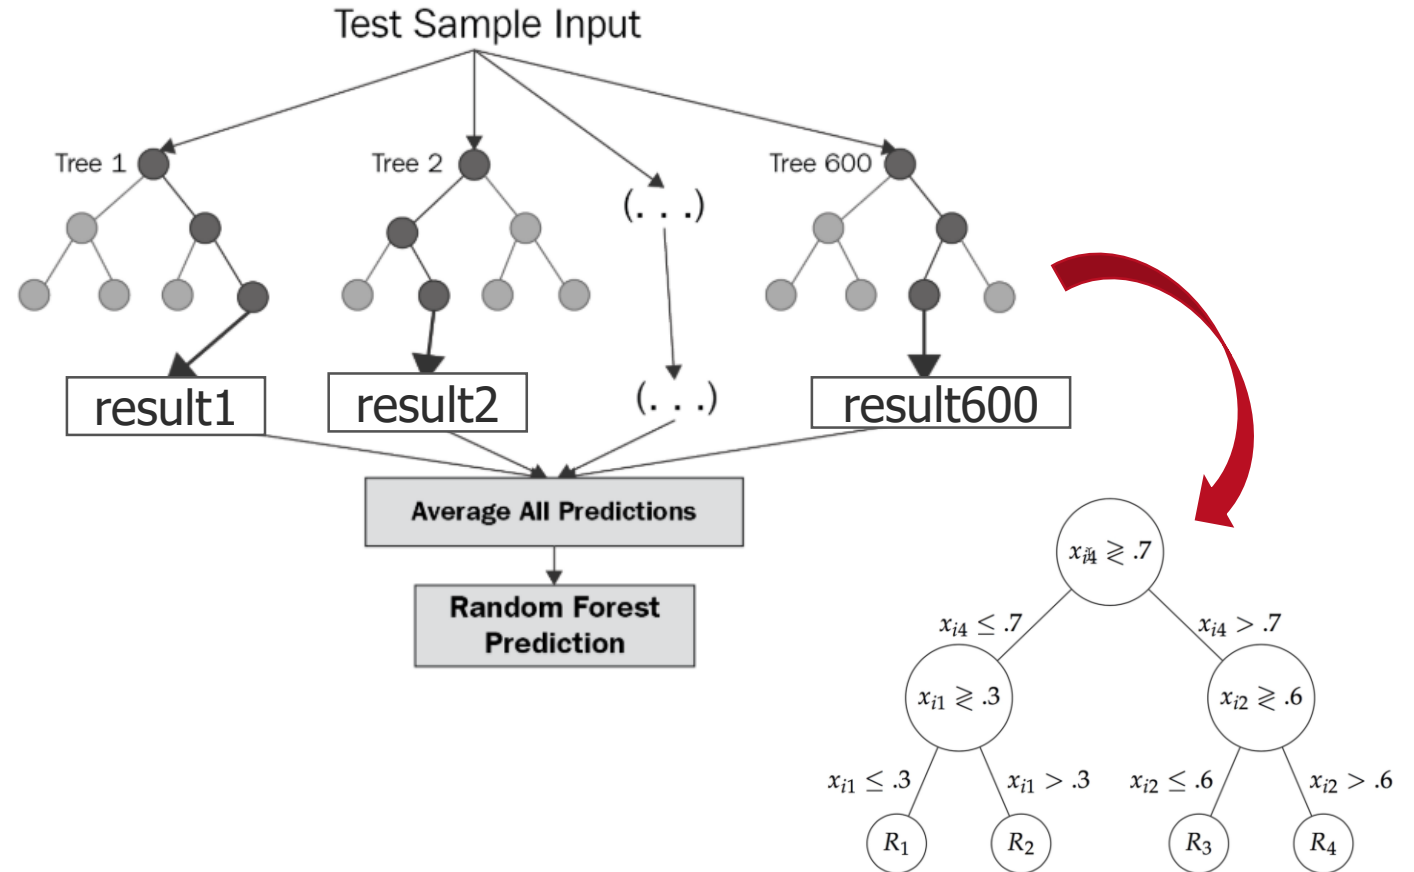 Test Sample Input
Tree 1
Tree 2
Tree 600
(. . .)
result1
result2
(. . .)
result600
Average All Predictions
Random Forest
Prediction
x_{i4} ≷ .7
x_{i4} ≤ .7
x_{i4} > .7
x_{i1} ≷ .3
x_{i2} ≷ .6
x_{i1} ≤ .3
x_{i1} > .3
x_{i2} ≤ .6
x_{i2} > .6
R_1
R_2
R_3
R_4